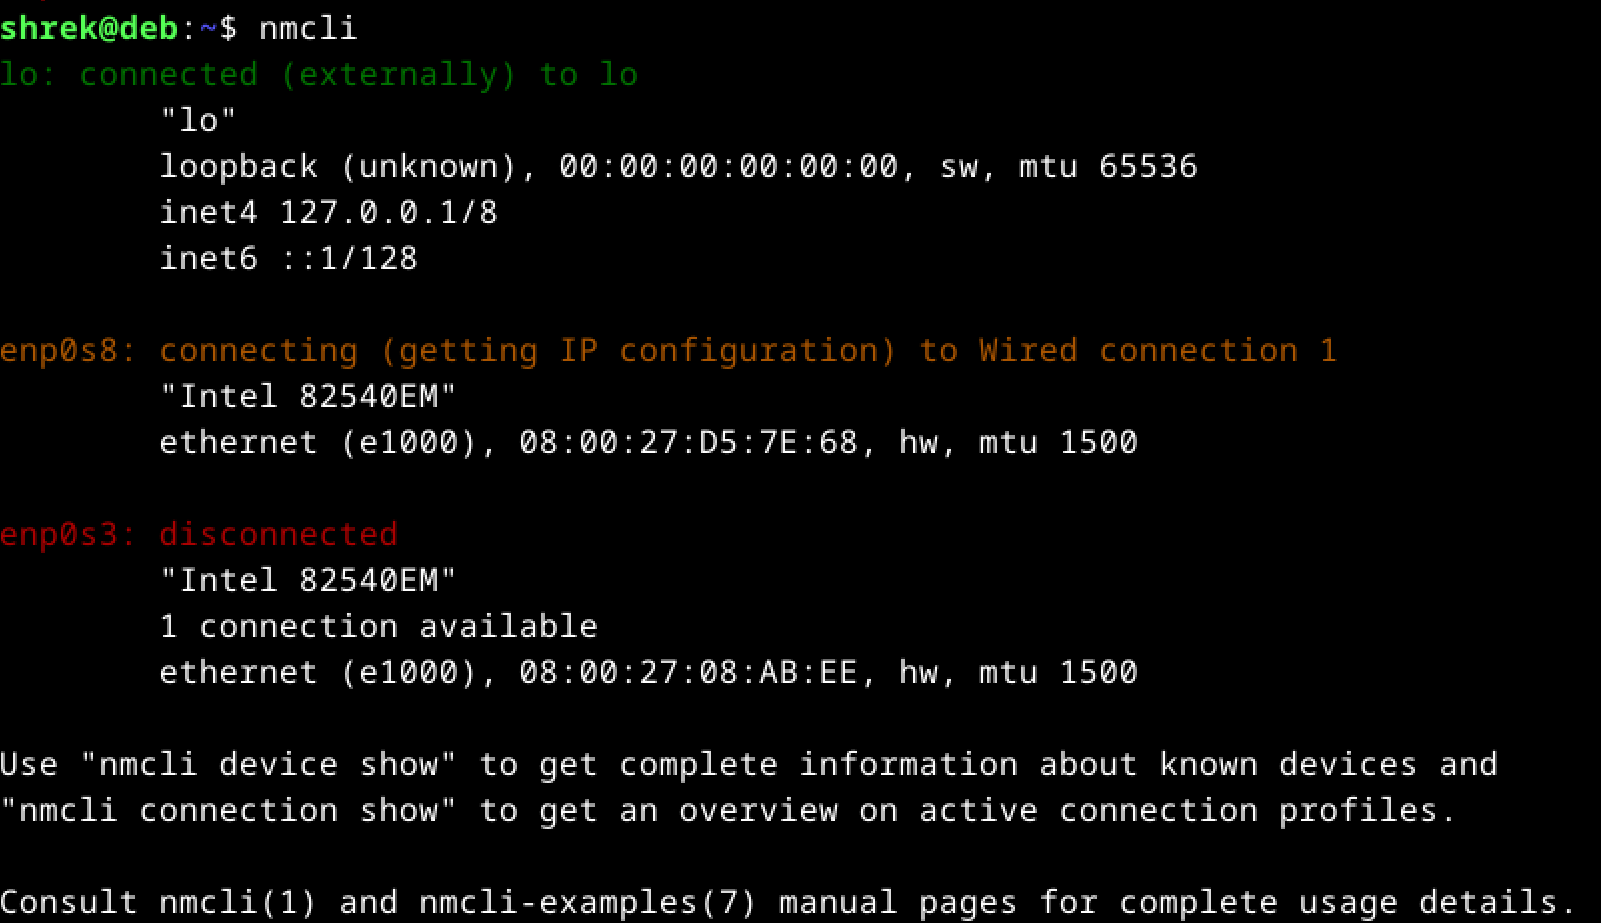 shrek@deb:~$ nmcli
lo: connected (externally) to lo
"lo"
loopback (unknown), 00:00:00:00:00:00, sw, mtu 65536
inet4 127.0.0.1/8
inet6 ::1/128
enp0s8: connecting (getting IP configuration) to Wired connection 1
"Intel 82540EM"
ethernet (e1000), 08:00:27:D5:7E:68, hw, mtu 1500
enp0s3: disconnected
"Intel 82540EM"
1 connection available
ethernet (e1000), 08:00:27:08:AB:EE, hw, mtu 1500
Use "nmcli device show" to get complete information about known devices and
"nmcli connection show" to get an overview on active connection profiles.
Consult nmcli(1) and nmcli-examples(7) manual pages for complete usage details.